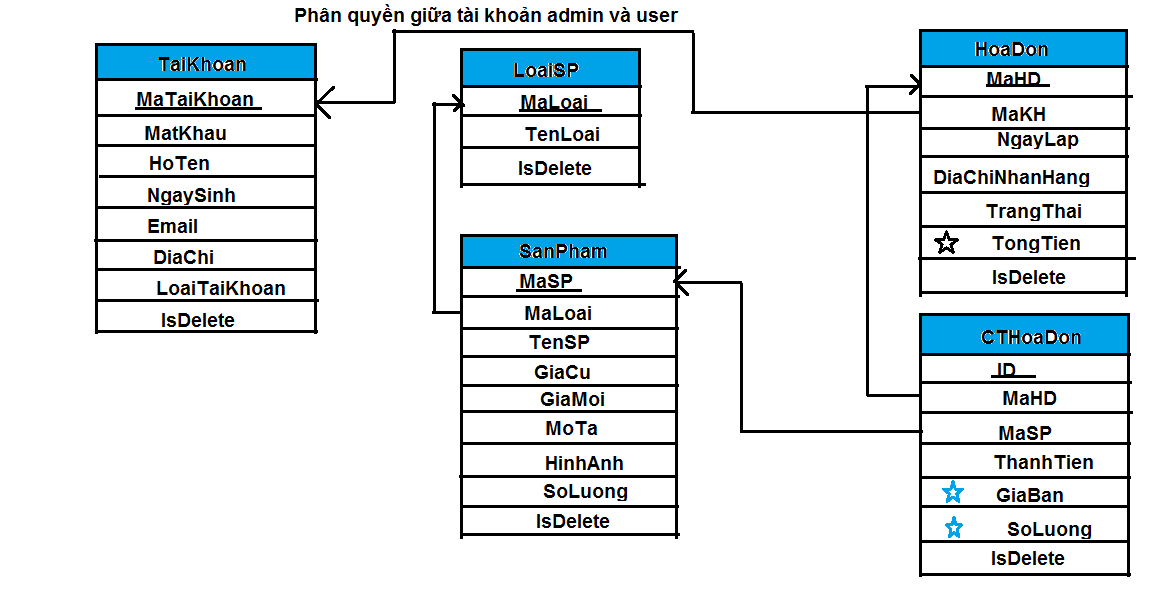 Phân quyền giữa tài khoản admin và user
TaiKhoan
MaTaiKhoan
MatKhau
HoTen
NgaySinh
Email
DiaChi
LoaiTaiKhoan
IsDelete
LoaiSP
MaLoai
TenLoai
IsDelete
SanPham
MaSP
MaLoai
TenSP
GiaCu
GiaMoi
MoTa
HinhAnh
SoLuong
IsDelete
HoaDon
MaHD
MaKH
NgayLap
DiaChiNhanHang
TrangThai
TongTien
IsDelete
CTHoaDon
ID
MaHD
MaSP
ThanhTien
GiaBan
SoLuong
IsDelete